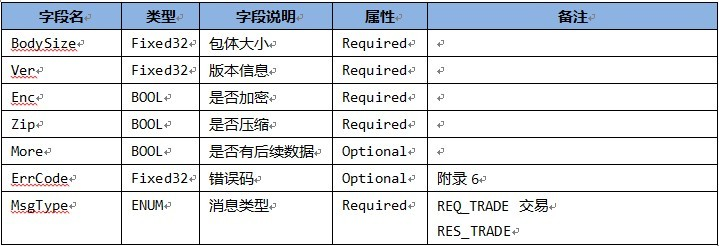 字段名 类型 字段说明 属性 备注
BodySize Fixed32 包体大小 Required
Ver Fixed32 版本信息 Required
Enc BOOL 是否加密 Required
Zip BOOL 是否压缩 Required
More BOOL 是否有后续数据 Optional
ErrCode Fixed32 错误码 Optional 附录 6
MsgType ENUM 消息类型 Required REQ_TRADE 交易
RES_TRADE